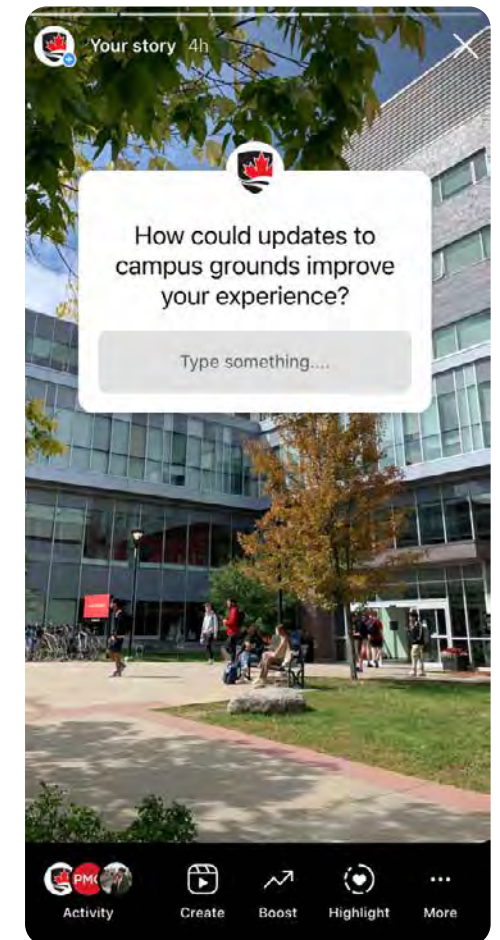 Your story 4h
How could updates to
campus grounds improve
your experience?
Type something....
PMC
Activity
Create
Boost
Highlight
More